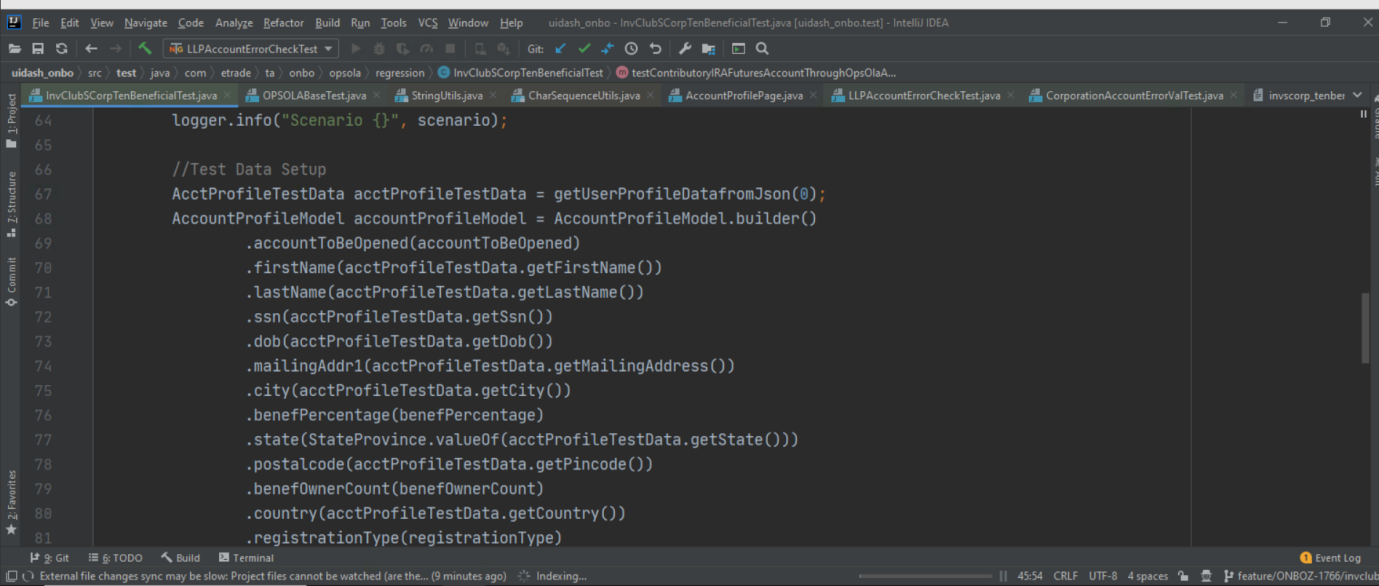 File Edit View Navigate Code Analyze Refactor Build Run Tools VCS Window Help uidash_onbo - InvClubSCorpTenBeneficialTest.java [uidash_onbo.test] - IntelliJ IDEA
LLPAccountErrorCheckTest Git:
uidash_onbo src test java com etrade ta onbo opsola regression InvClubSCorpTenBeneficialTest testContributoryIRAFuturesAccountThroughOpsOlaA...
InvClubSCorpTenBeneficialTest.java OPSOLABaseTest.java StringUtils.java CharSequenceUtils.java AccountProfilePage.java LLPAccountErrorCheckTest.java CorporationAccountErrorValTest.java invscorp_tenber
1: Project
7: Structure
Commit
2: Favorites
64 logger.info("Scenario {}", scenario);
65
66 //Test Data Setup
67 AcctProfileTestData acctProfileTestData = getUserProfileDatafromJson(0);
68 AccountProfileModel accountProfileModel = AccountProfileModel.builder()
69 .accountToBeOpened(accountToBeOpened)
70 .firstName(acctProfileTestData.getFirstName())
71 .lastName(acctProfileTestData.getLastName())
72 .ssn(acctProfileTestData.getSsn())
73 .dob(acctProfileTestData.getDob())
74 .mailingAddr1(acctProfileTestData.getMailingAddress())
75 .city(acctProfileTestData.getCity())
76 .benefPercentage(benefPercentage)
77 .state(StateProvince.valueOf(acctProfileTestData.getState()))
78 .postalcode(acctProfileTestData.getPincode())
79 .benefOwnerCount(benefOwnerCount)
80 .country(acctProfileTestData.getCountry())
81 .registrationType(registrationType)
9: Git 6: TODO Build Terminal 1 Event Log
External file changes sync may be slow: Project files cannot be watched (are the... (9 minutes ago) Indexing... 45:54 CRLF UTF-8 4 spaces feature/ONBOZ-1766/invclub